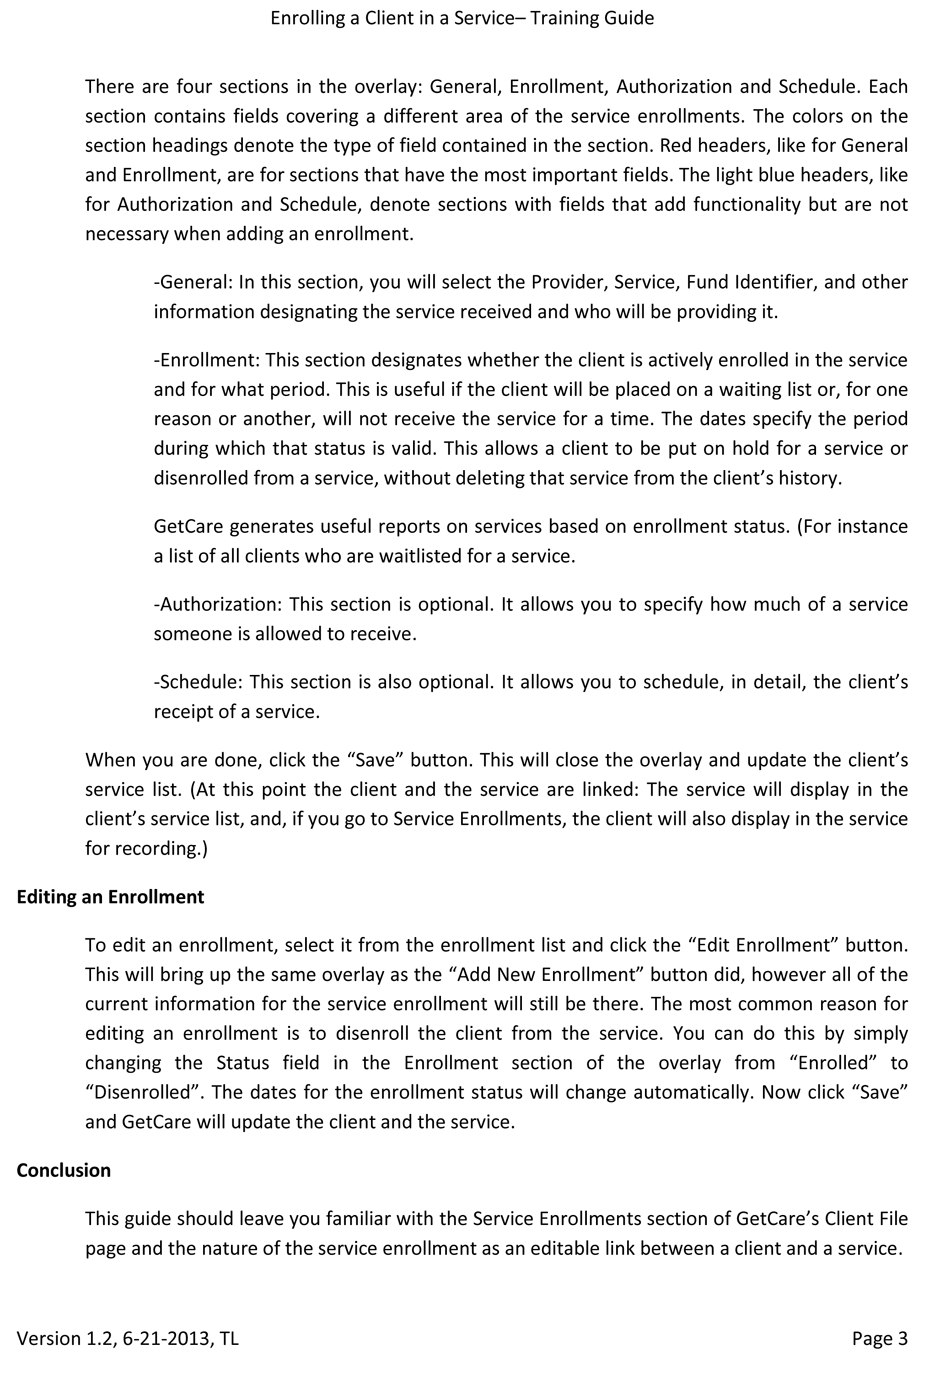 Enrolling a Client in a Service– Training Guide
There are four sections in the overlay: General, Enrollment, Authorization and Schedule. Each
section contains fields covering a different area of the service enrollments. The colors on the
section headings denote the type of field contained in the section. Red headers, like for General
and Enrollment, are for sections that have the most important fields. The light blue headers, like
for Authorization and Schedule, denote sections with fields that add functionality but are not
necessary when adding an enrollment.
-General: In this section, you will select the Provider, Service, Fund Identifier, and other
information designating the service received and who will be providing it.
-Enrollment: This section designates whether the client is actively enrolled in the service
and for what period. This is useful if the client will be placed on a waiting list or, for one
reason or another, will not receive the service for a time. The dates specify the period
during which that status is valid. This allows a client to be put on hold for a service or
disenrolled from a service, without deleting that service from the client’s history.
GetCare generates useful reports on services based on enrollment status. (For instance
a list of all clients who are waitlisted for a service.
-Authorization: This section is optional. It allows you to specify how much of a service
someone is allowed to receive.
-Schedule: This section is also optional. It allows you to schedule, in detail, the client’s
receipt of a service.
When you are done, click the “Save” button. This will close the overlay and update the client’s
service list. (At this point the client and the service are linked: The service will display in the
client’s service list, and, if you go to Service Enrollments, the client will also display in the service
for recording.)
Editing an Enrollment
To edit an enrollment, select it from the enrollment list and click the “Edit Enrollment” button.
This will bring up the same overlay as the “Add New Enrollment” button did, however all of the
current information for the service enrollment will still be there. The most common reason for
editing an enrollment is to disenroll the client from the service. You can do this by simply
changing the Status field in the Enrollment section of the overlay from “Enrolled” to
“Disenrolled”. The dates for the enrollment status will change automatically. Now click “Save”
and GetCare will update the client and the service.
Conclusion
This guide should leave you familiar with the Service Enrollments section of GetCare’s Client File
page and the nature of the service enrollment as an editable link between a client and a service.
Version 1.2, 6-21-2013, TL
Page 3